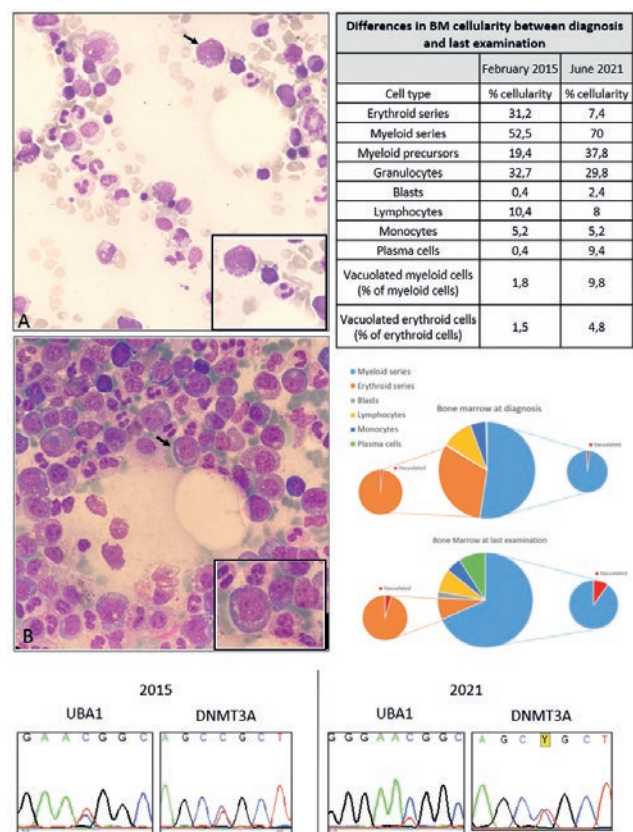 A
B
Differences in BM cellularity between diagnosis
and last examination
February 2015 June 2021
Cell type % cellularity % cellularity
Erythroid series 31,2 7,4
Myeloid series 52,5 70
Myeloid precursors 19,4 37,8
Granulocytes 32,7 29,8
Blasts 0,4 2,4
Lymphocytes 10,4 8
Monocytes 5,2 5,2
Plasma cells 0,4 9,4
Vacuolated myeloid cells
(% of myeloid cells) 1,8 9,8
Vacuolated erythroid cells
(% of erythroid cells) 1,5 4,8
Myeloid series
Erythroid series
Blasts
Lymphocytes
Monocytes
Plasma cells
Bone marrow at diagnosis
Vacuolated
Vacuolated
Bone Marrow at last examination
Vacuolated
Vacuolated
2015 2021
UBA1 DNMT3A UBA1 DNMT3A
G A A C G G C A G C C G C T G G G A A C G G C A G C Y G C T